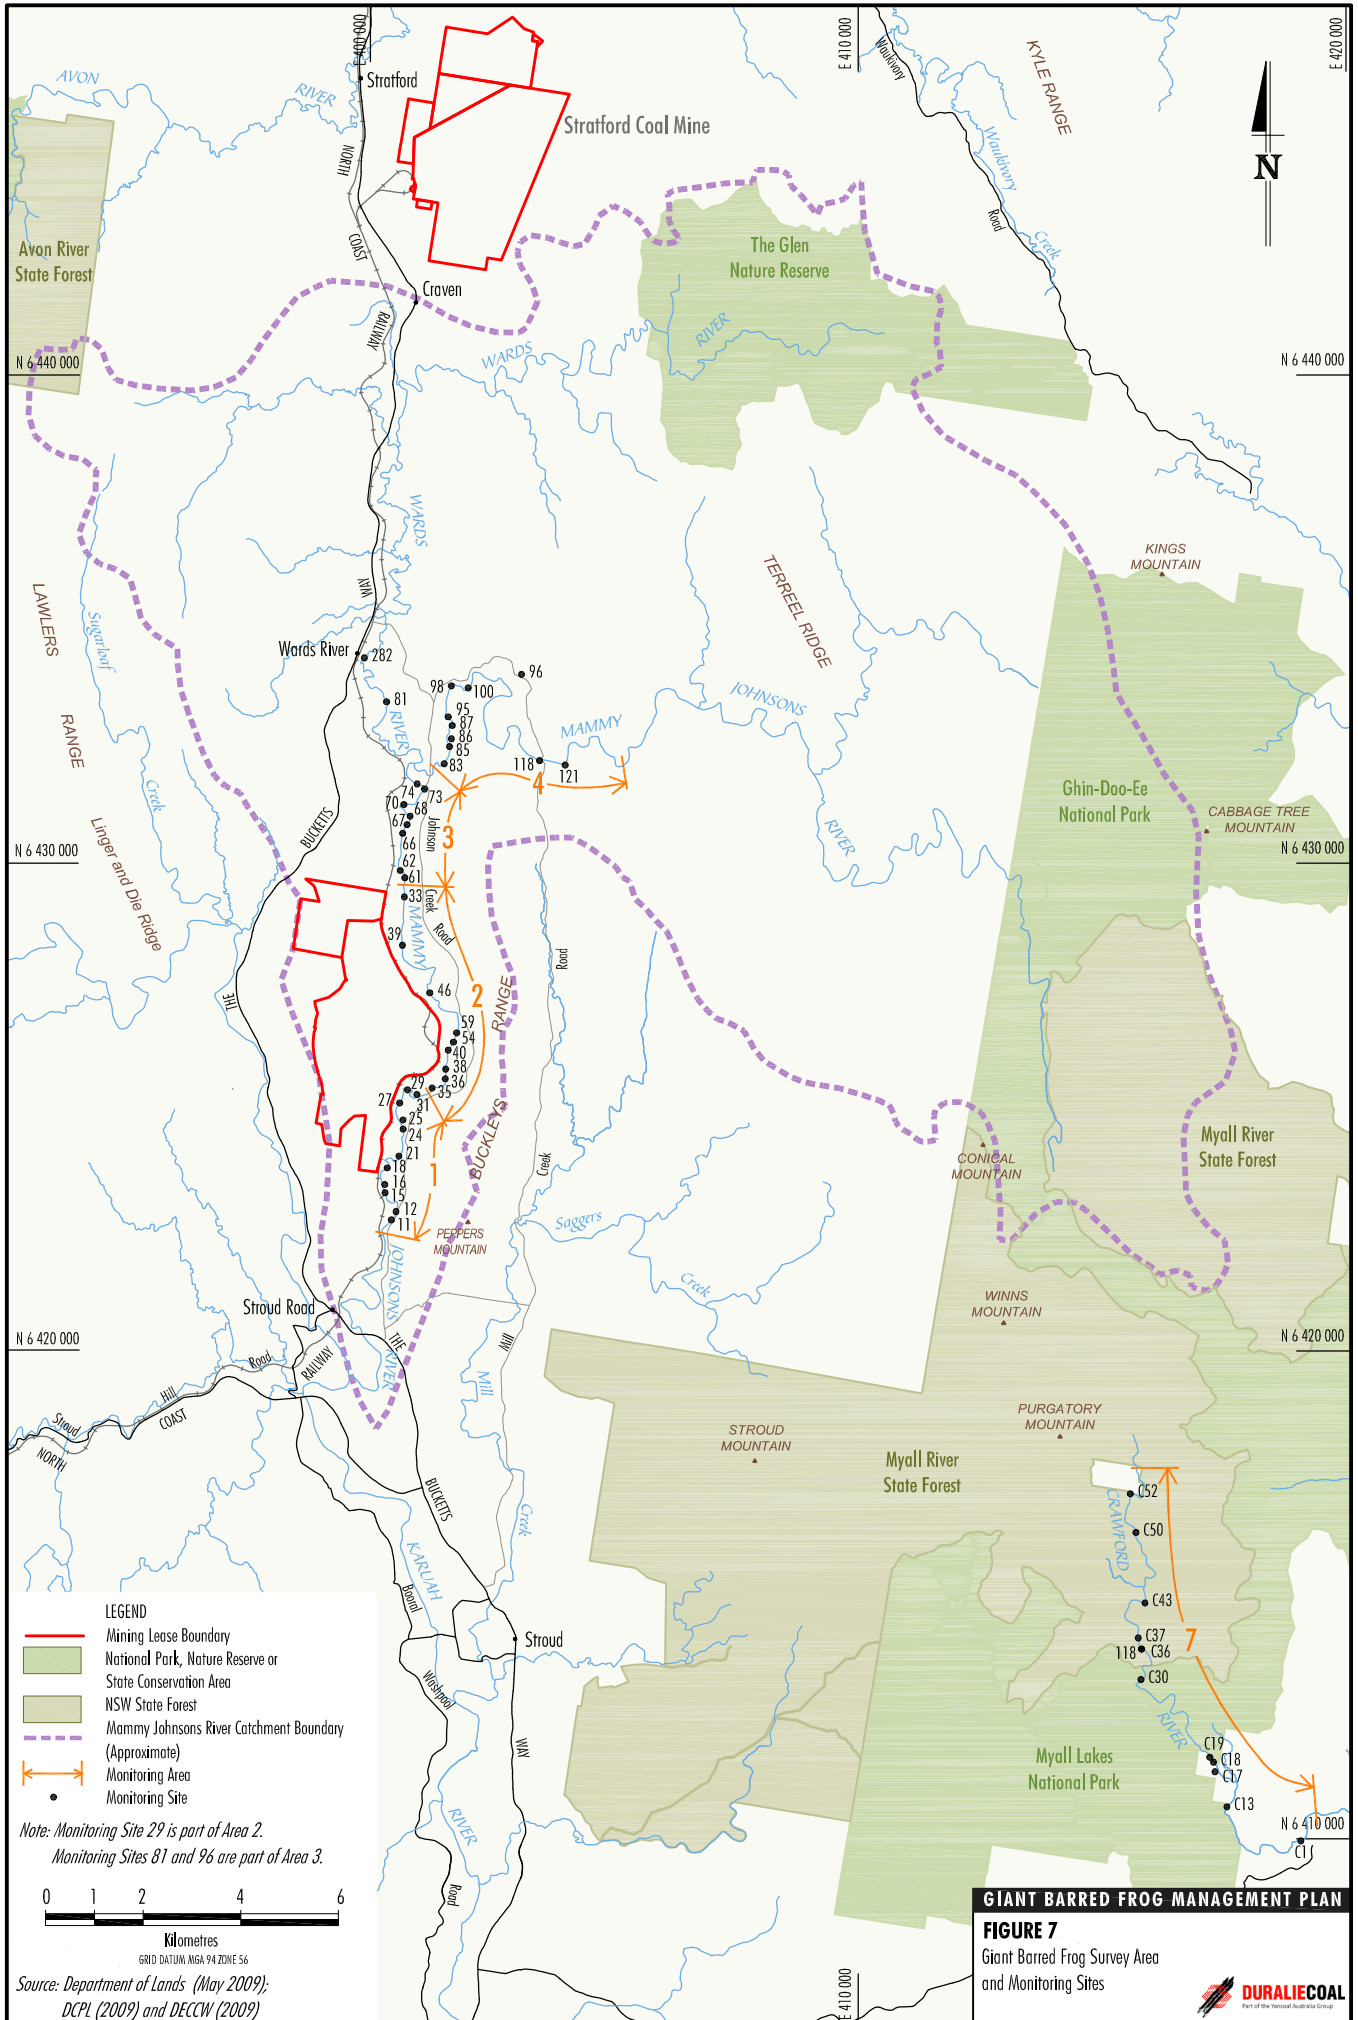 E 400 000
E 410 000
E 420 000
AVON
RIVER
Stratford
Stratford Coal Mine
KYLE RANGE
Waukivory
Waukivory
Road
Creek
N
NORTH
COAST
RAILWAY
Avon River
State Forest
The Glen
Nature Reserve
Craven
WARDS
RIVER
N 6 440 000
N 6 440 000
WARDS
WAY
KINGS
MOUNTAIN
TERREEL RIDGE
LAWLERS
RANGE
Sugarloaf
Creek
Wards River
282
96
98
100
81
RIVER
95
87
86
85
83
MAMMY
JOHNSONS
RIVER
118
121
4
74
73
70
68
67
66
Johnson
3
62
61
33
Creek
Road
MAMMY
39
46
2
RANGE
Road
Ghin-Doo-Ee
National Park
CABBAGE TREE
MOUNTAIN
BUCKETTS
Linger and Die Ridge
N 6 430 000
N 6 430 000
THE
59
54
40
38
36
35
29
31
27
25
24
21
18
16
15
12
11
1
BUCKLEYS
Creek
PEPPERS
MOUNTAIN
Saggers
Creek
CONICAL
MOUNTAIN
Myall River
State Forest
JOHNSONS
RIVER
Stroud Road
WINNS
MOUNTAIN
N 6 420 000
N 6 420 000
THE
Mill
Mill
Creek
Road
RAILWAY
Hill
COAST
Stroud
NORTH
PURGATORY
MOUNTAIN
STROUD
MOUNTAIN
Myall River
State Forest
BUCKETTS
KARUAH
Booral
Stroud
Washpool
WAY
RIVER
Road
C52
CRAWFORD
C50
C43
C37
118
C36
C30
7
RIVER
C19
C18
C17
C13
C1
Myall Lakes
National Park
N 6 410 000
LEGEND
Mining Lease Boundary
National Park, Nature Reserve or
State Conservation Area
NSW State Forest
Mammy Johnsons River Catchment Boundary
(Approximate)
Monitoring Area
Monitoring Site
Note: Monitoring Site 29 is part of Area 2.
Monitoring Sites 81 and 96 are part of Area 3.
0 1 2 4 6
Kilometres
GRID DATUM MGA 94 ZONE 56
Source: Department of Lands (May 2009);
DCPL (2009) and DECCW (2009)
E 410 000
GIANT BARRED FROG MANAGEMENT PLAN
FIGURE 7
Giant Barred Frog Survey Area
and Monitoring Sites
DURALIECOAL
Part of the Yancoal Australia Group